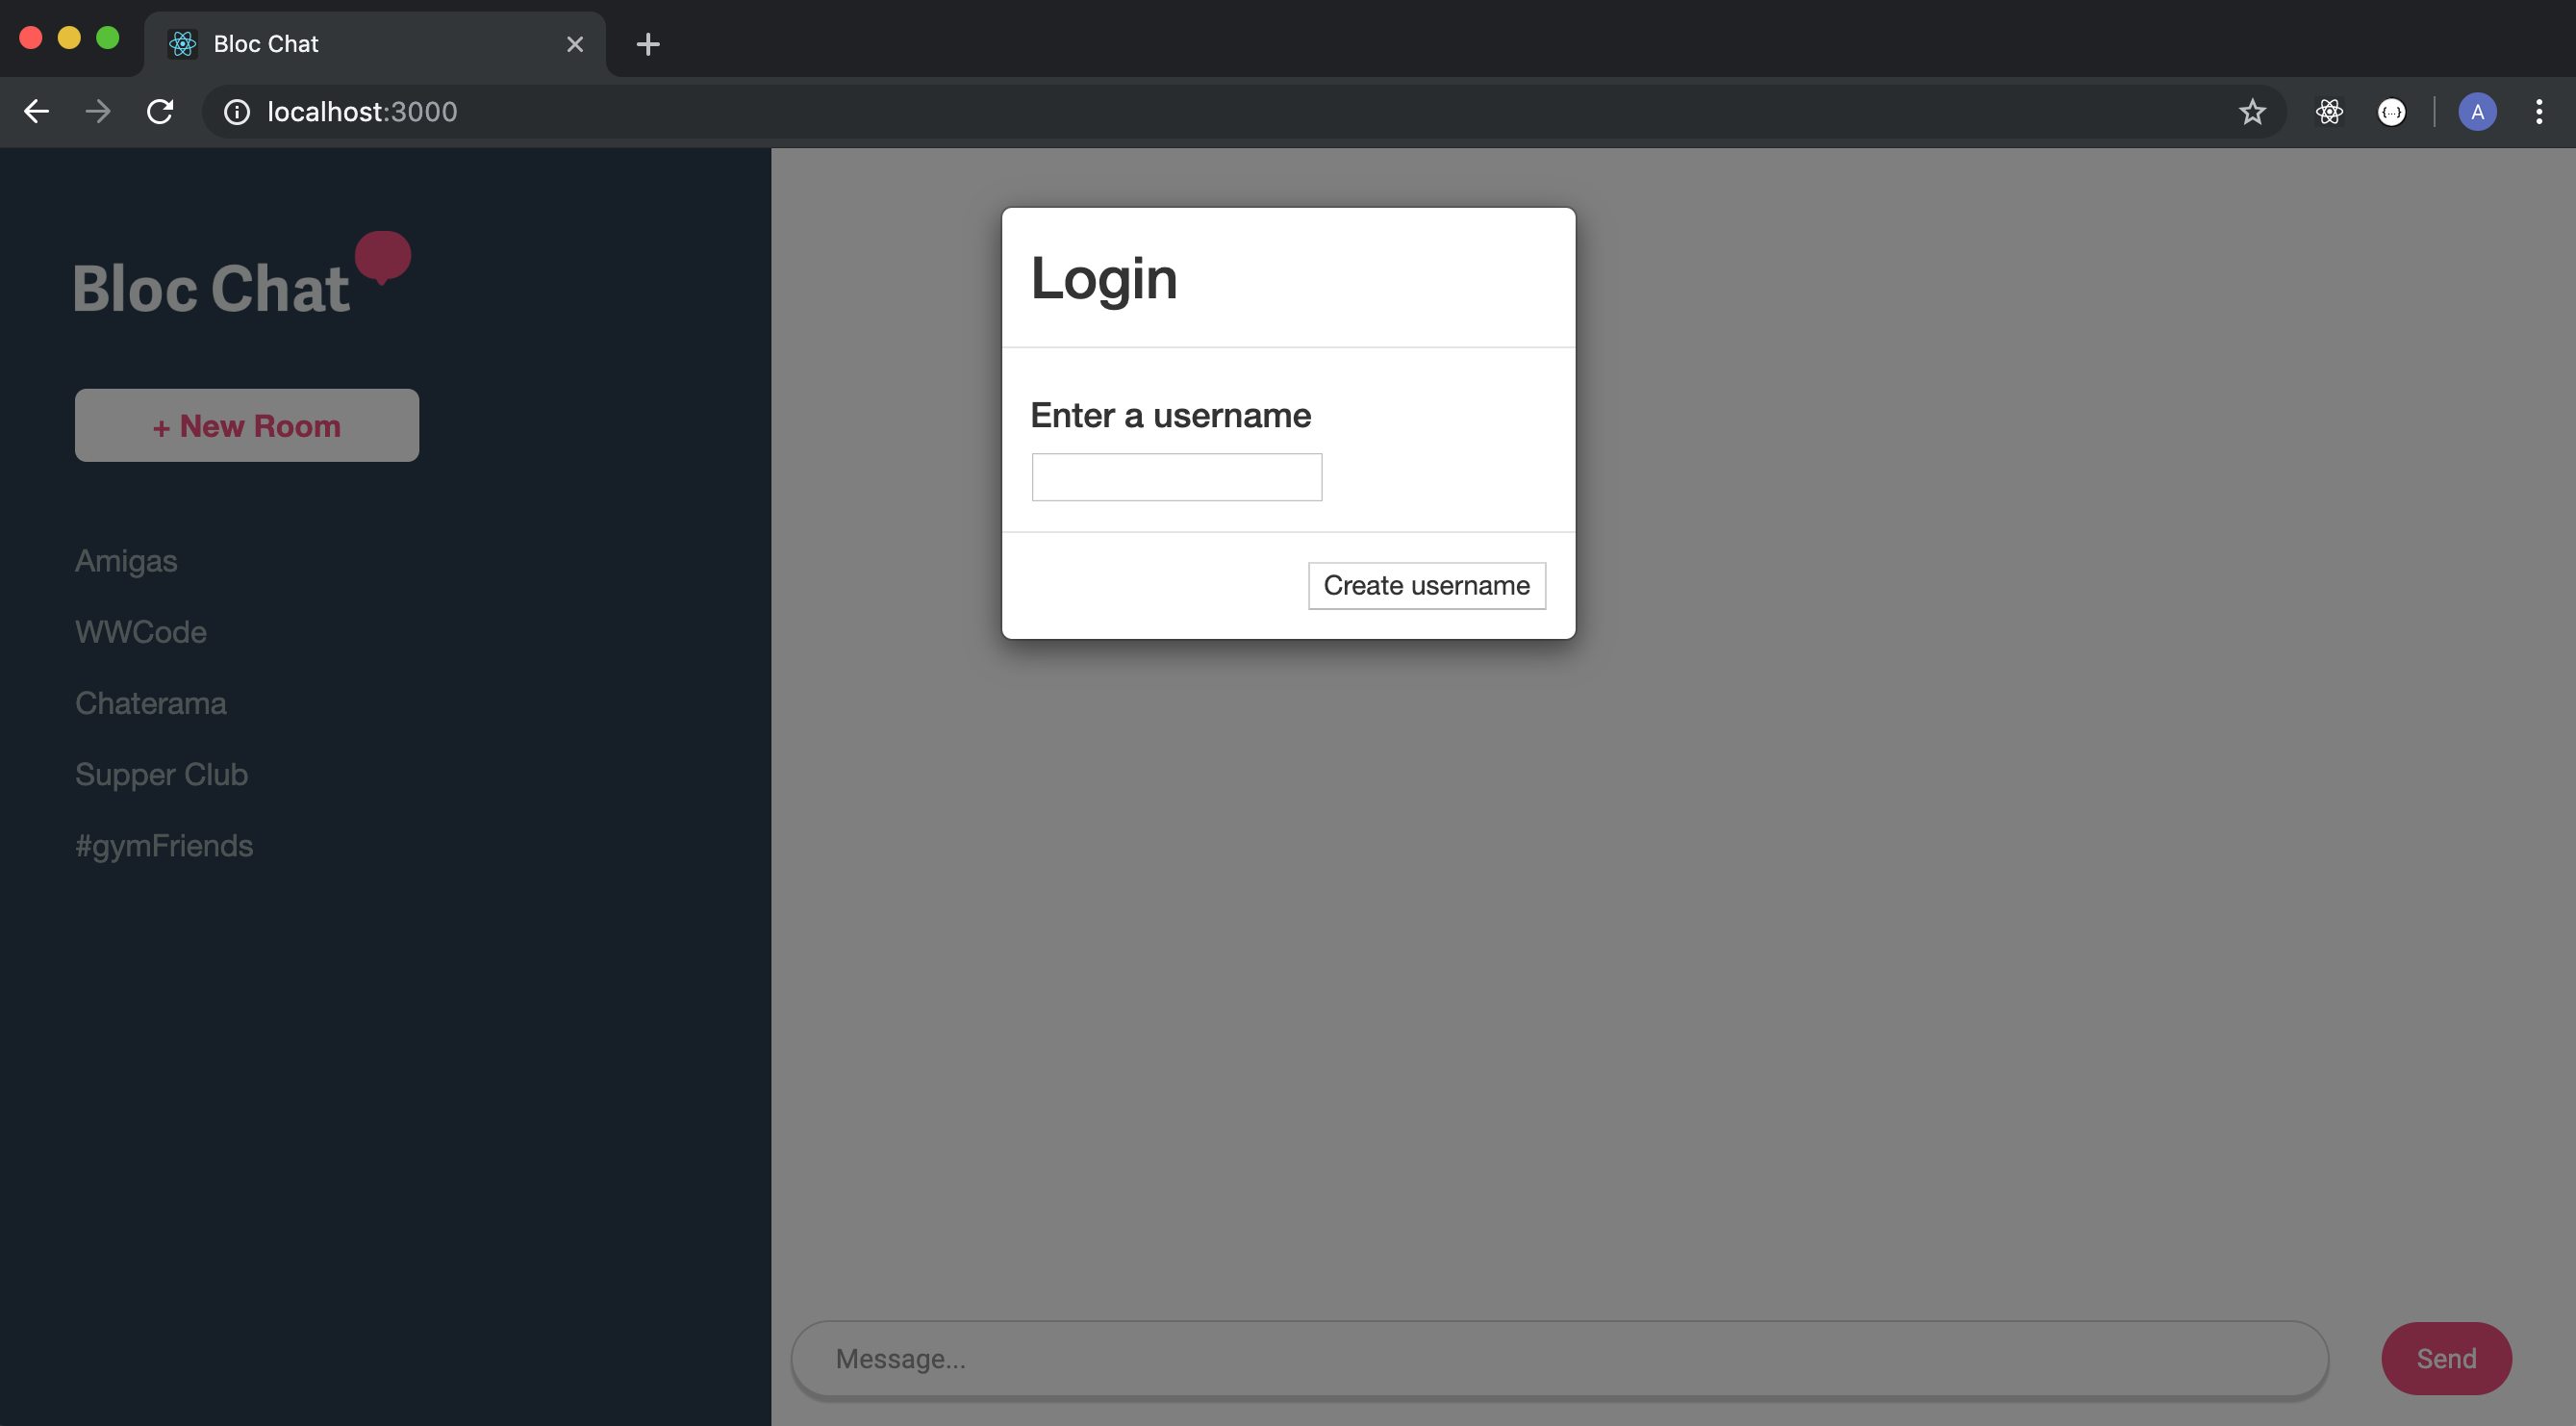 Bloc Chat
localhost:3000
{...}
A
Bloc Chat
+ New Room
Amigas
WWCode
Chaterama
Supper Club
#gymFriends
Login
Enter a username
Create username
Message...
Send